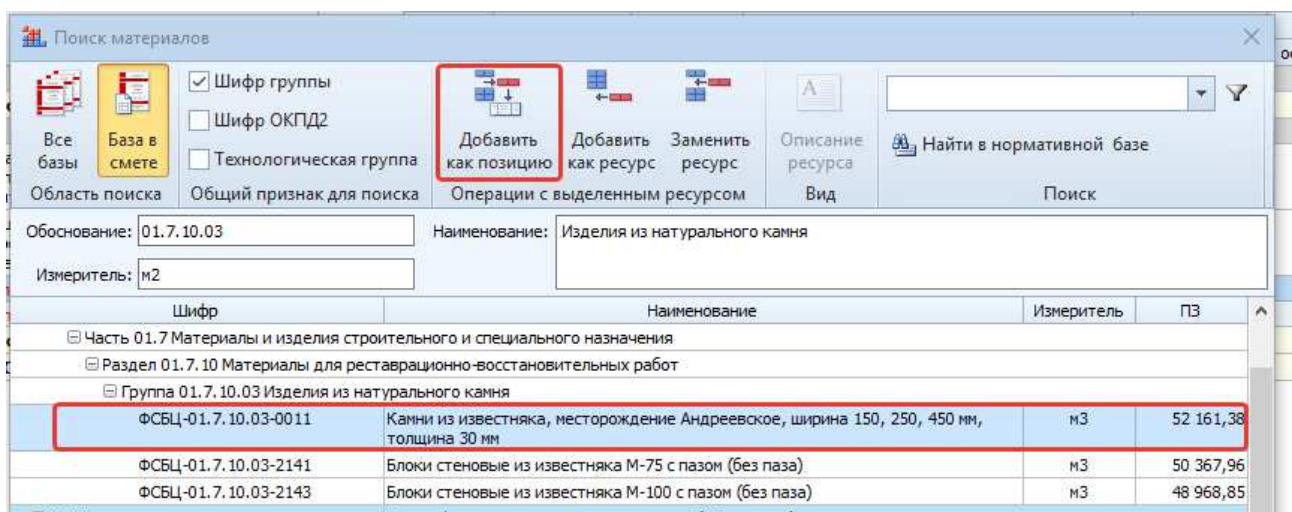 Поиск материалов
Все базы
База в смете
Область поиска
Шифр группы
Шифр ОКПД2
Технологическая группа
Общий признак для поиска
Добавить как позицию
Добавить как ресурс
Заменить ресурс
Операции с выделенным ресурсом
Описание ресурса
Вид
Найти в нормативной базе
Поиск
Обоснование: 01.7.10.03
Наименование: Изделия из натурального камня
Измеритель: м2
Шифр Наименование Измеритель ПЗ
Часть 01.7 Материалы и изделия строительного и специального назначения
Раздел 01.7.10 Материалы для реставрационно-восстановительных работ
Группа 01.7.10.03 Изделия из натурального камня
ФСБЦ-01.7.10.03-0011 Камни из известняка, месторождение Андреевское, ширина 150, 250, 450 мм, м3 52 161,38
толщина 30 мм
ФСБЦ-01.7.10.03-2141 Блоки стеновые из известняка М-75 с пазом (без паза) м3 50 367,96
ФСБЦ-01.7.10.03-2143 Блоки стеновые из известняка М-100 с пазом (без паза) м3 48 968,85